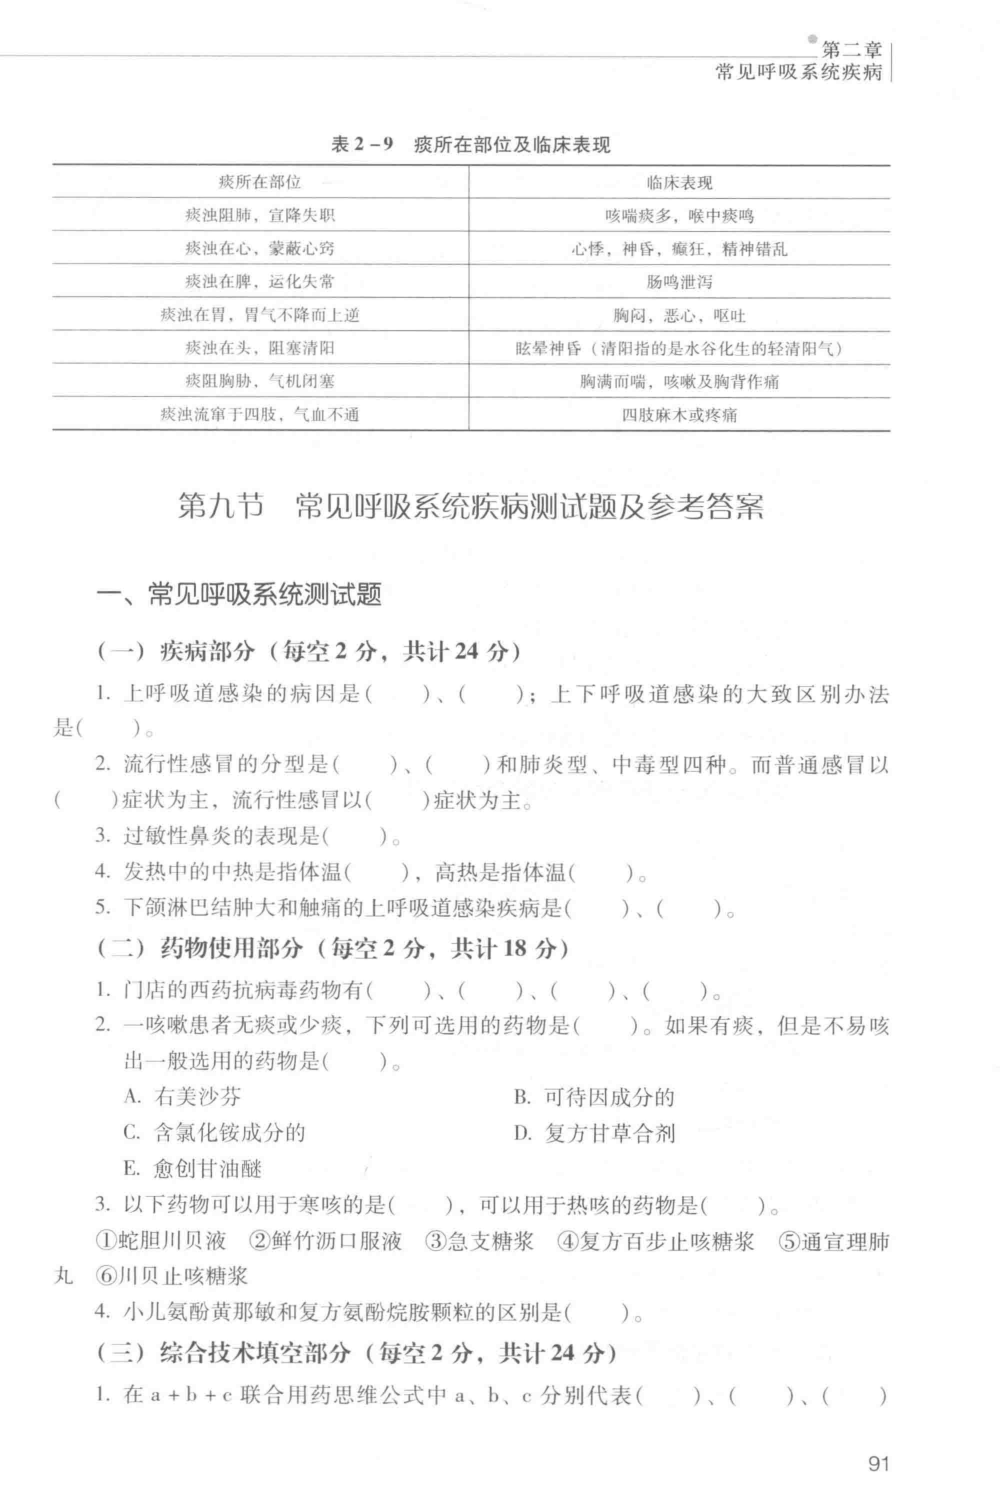 第二章
常见呼吸系统疾病
表2-9 痰所在部位及临床表现
痰所在部位 临床表现
痰浊阻肺，宣降失职 咳喘痰多，喉中痰鸣
痰浊在心，蒙蔽心窍 心悸，神昏，癫狂，精神错乱
痰浊在脾，运化失常 肠鸣泄泻
痰浊在胃，胃气不降而上逆 胸闷，恶心，呕吐
痰浊在头，阻塞清阳 眩晕神昏（清阳指的是水谷化生的轻清阳气）
痰阻胸胁，气机闭塞 胸满而喘，咳嗽及胸背作痛
痰浊流窜于四肢，气血不通 四肢麻木或疼痛
第九节 常见呼吸系统疾病测试题及参考答案
一、常见呼吸系统测试题
（一）疾病部分（每空2分，共计24分）
1. 上呼吸道感染的病因是( )、( )；上下呼吸道感染的大致区别办法
是( )。
2. 流行性感冒的分型是( )、( )和肺炎型、中毒型四种。而普通感冒以
( )症状为主，流行性感冒以( )症状为主。
3. 过敏性鼻炎的表现是( )。
4. 发热中的中热是指体温( )，高热是指体温( )。
5. 下颌淋巴结肿大和触痛的上呼吸道感染疾病是( )、( )。
（二）药物使用部分（每空2分，共计18分）
1. 门店的西药抗病毒药物有( )、( )、( )、( )。
2. 一咳嗽患者无痰或少痰，下列可选用的药物是( )。如果有痰，但是不易咳
出一般选用的药物是( )。
A. 右美沙芬 B. 可待因成分的
C. 含氯化铵成分的 D. 复方甘草合剂
E. 愈创甘油醚
3. 以下药物可以用于寒咳的是( )，可以用于热咳的药物是( )。
①蛇胆川贝液 ②鲜竹沥口服液 ③急支糖浆 ④复方百步止咳糖浆 ⑤通宣理肺
丸 ⑥川贝止咳糖浆
4. 小儿氨酚黄那敏和复方氨酚烷胺颗粒的区别是( )。
（三）综合技术填空部分（每空2分，共计24分）
1. 在a+b+c联合用药思维公式中a、b、c分别代表( )、( )、( )
91